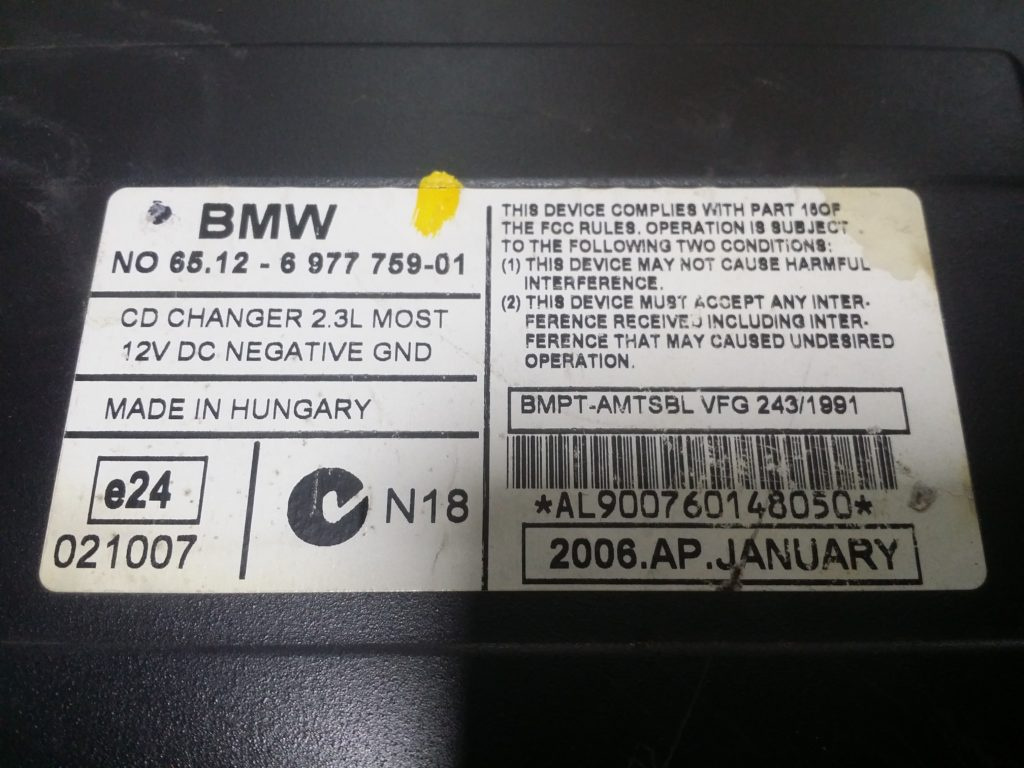 BMW
NO 65.12 - 6 977 759-01
CD CHANGER 2.3L MOST
12V DC NEGATIVE GND
MADE IN HUNGARY
e24
021007
N18
THIS DEVICE COMPLIES WITH PART 15OF
THE FCC RULES. OPERATION IS SUBJECT
TO THE FOLLOWING TWO CONDITIONS:
(1) THIS DEVICE MAY NOT CAUSE HARMFUL
INTERFERENCE.
(2) THIS DEVICE MUST ACCEPT ANY INTER-
FERENCE RECEIVED INCLUDING INTER-
FERENCE THAT MAY CAUSED UNDESIRED
OPERATION.
BMPT-AMTSBL VFG 243/1991
*AL900760148050*
2006.AP.JANUARY